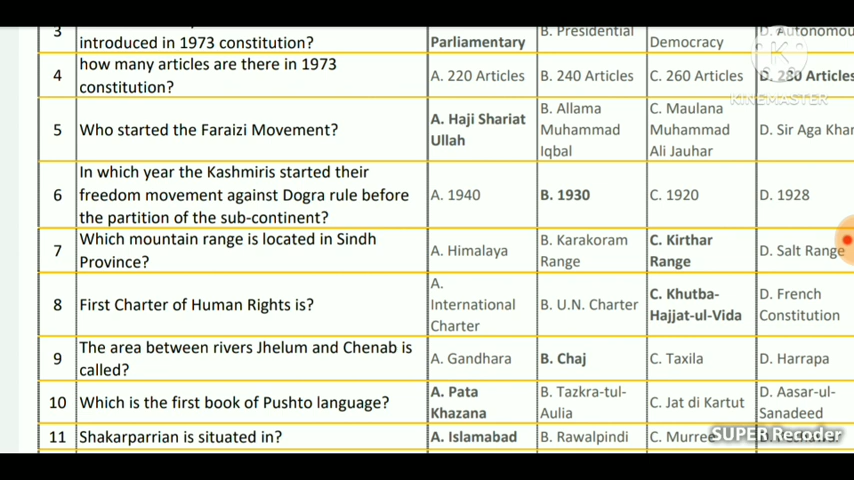 3
introduced in 1973 constitution?
Parliamentary
B. Presidential
Democracy
D. Autonomou
4
how many articles are there in 1973
constitution?
A. 220 Articles
B. 240 Articles
C. 260 Articles
D. 280 Articles
K
KINEMASTER
5
Who started the Faraizi Movement?
A. Haji Shariat
Ullah
B. Allama
Muhammad
Iqbal
C. Maulana
Muhammad
Ali Jauhar
D. Sir Aga Khan
6
In which year the Kashmiris started their
freedom movement against Dogra rule before
the partition of the sub-continent?
A. 1940
B. 1930
C. 1920
D. 1928
7
Which mountain range is located in Sindh
Province?
A. Himalaya
B. Karakoram
Range
C. Kirthar
Range
D. Salt Range
8
First Charter of Human Rights is?
A.
International
Charter
B. U.N. Charter
C. Khutba-
Hajjat-ul-Vida
D. French
Constitution
9
The area between rivers Jhelum and Chenab is
called?
A. Gandhara
B. Chaj
C. Taxila
D. Harrapa
10
Which is the first book of Pushto language?
A. Pata
Khazana
B. Tazkra-tul-
Aulia
C. Jat di Kartut
D. Aasar-ul-
Sanadeed
11
Shakarparrian is situated in?
A. Islamabad
B. Rawalpindi
C. Murree
SUPER Recoder